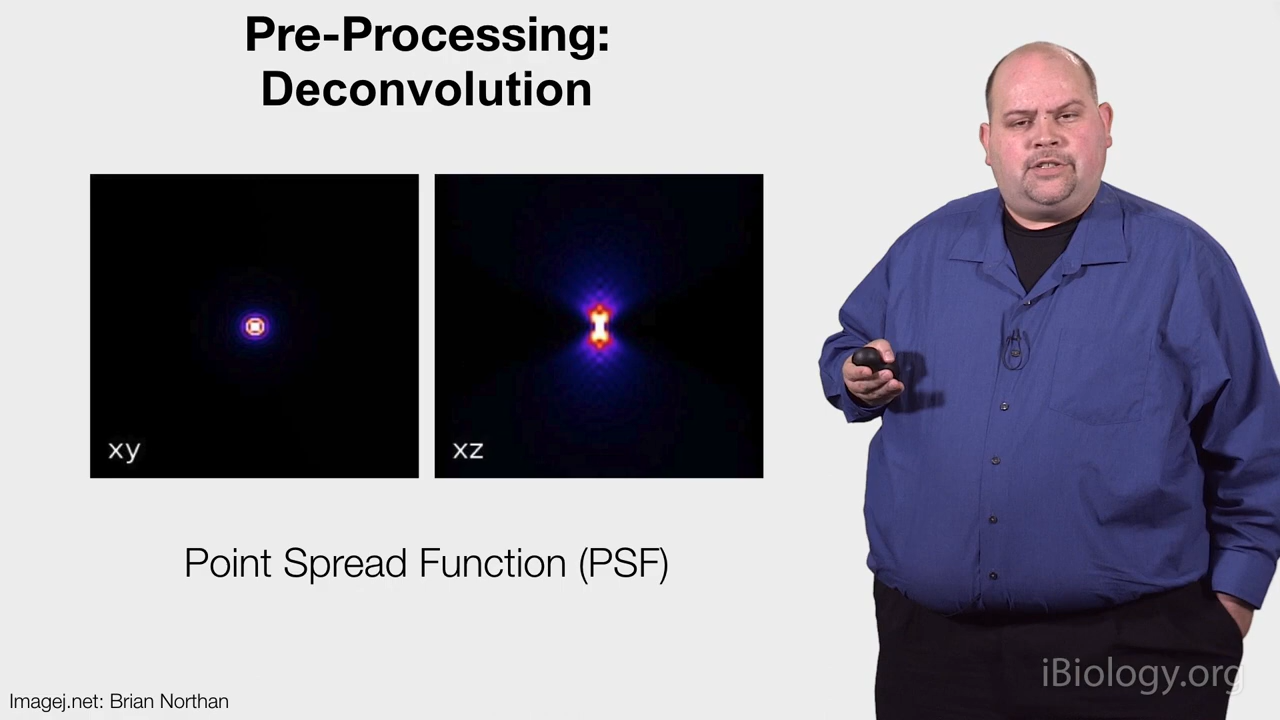 Pre-Processing:
Deconvolution
xy
xz
Point Spread Function (PSF)
Imagej.net: Brian Northan
iBiology.org